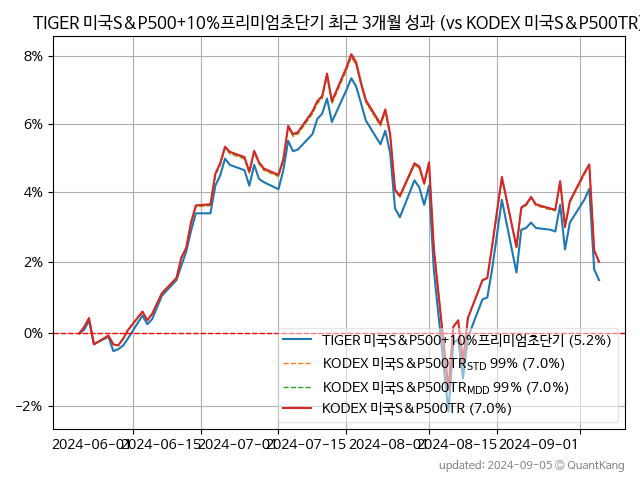 TIGER 미국S&P500+10%프리미엄초단기 최근 3개월 성과 (vs KODEX 미국S&P500TR)
8%
6%
4%
2%
0%
−2%
TIGER 미국S&P500+10%프리미엄초단기 (5.2%)
KODEX 미국S&P500TR_STD 99% (7.0%)
KODEX 미국S&P500TR_MDD 99% (7.0%)
KODEX 미국S&P500TR (7.0%)
2024-06-01 2024-06-15 2024-07-01 2024-07-15 2024-08-01 2024-08-15 2024-09-01
updated: 2024-09-05 © QuantKang